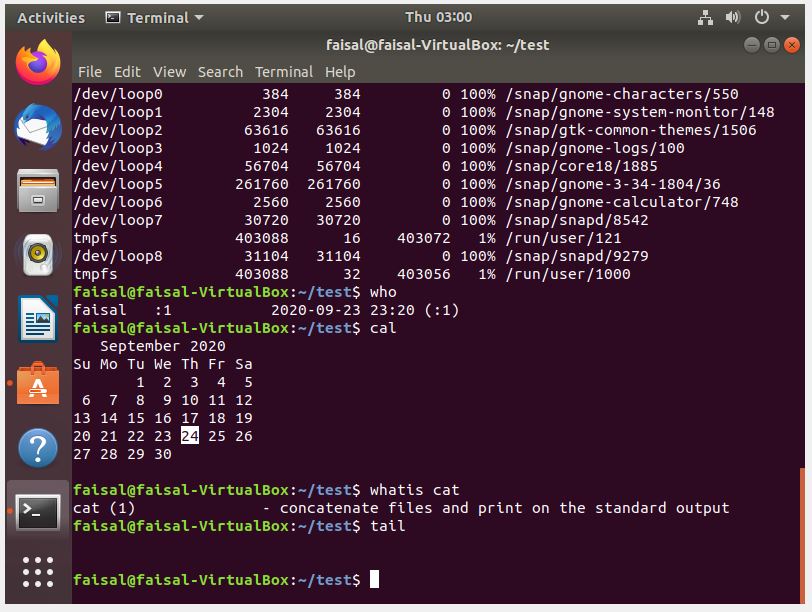 Activities Terminal Thu 03:00
faisal@faisal-VirtualBox: ~/test
File Edit View Search Terminal Help
/dev/loop0 384 384 0 100% /snap/gnome-characters/550
/dev/loop1 2304 2304 0 100% /snap/gnome-system-monitor/148
/dev/loop2 63616 63616 0 100% /snap/gtk-common-themes/1506
/dev/loop3 1024 1024 0 100% /snap/gnome-logs/100
/dev/loop4 56704 56704 0 100% /snap/core18/1885
/dev/loop5 261760 261760 0 100% /snap/gnome-3-34-1804/36
/dev/loop6 2560 2560 0 100% /snap/gnome-calculator/748
/dev/loop7 30720 30720 0 100% /snap/snapd/8542
tmpfs 403088 16 403072 1% /run/user/121
/dev/loop8 31104 31104 0 100% /snap/snapd/9279
tmpfs 403088 32 403056 1% /run/user/1000
faisal@faisal-VirtualBox:~/test$ who
faisal :1 2020-09-23 23:20 (:1)
faisal@faisal-VirtualBox:~/test$ cal
September 2020
Su Mo Tu We Th Fr Sa
1 2 3 4 5
6 7 8 9 10 11 12
13 14 15 16 17 18 19
20 21 22 23 24 25 26
27 28 29 30
faisal@faisal-VirtualBox:~/test$ whatis cat
cat (1) - concatenate files and print on the standard output
faisal@faisal-VirtualBox:~/test$ tail
faisal@faisal-VirtualBox:~/test$